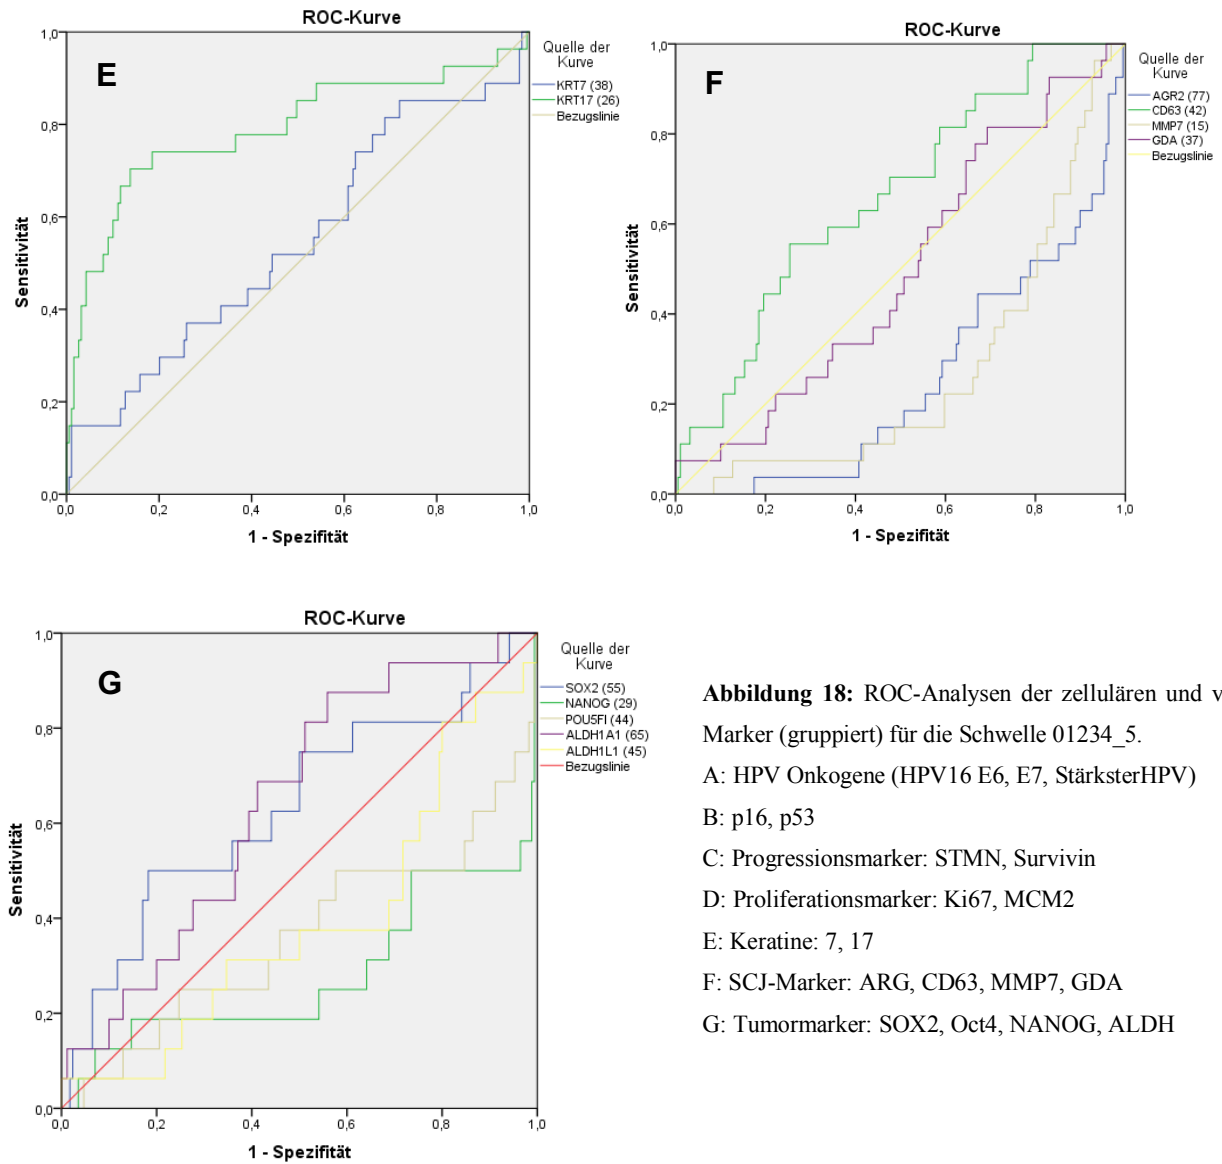 ROC-Kurve
E
Quelle der
Kurve
KRT7 (38)
KRT17 (26)
Bezugslinie
Sensitivität
1,0
0,8
0,6
0,4
0,2
0,0
0,0 0,2 0,4 0,6 0,8 1,0
1 - Spezifität
ROC-Kurve
F
Quelle der
Kurve
AGR2 (77)
CD63 (42)
MMP7 (15)
GDA (37)
Bezugslinie
Sensitivität
1,0
0,8
0,6
0,4
0,2
0,0
0,0 0,2 0,4 0,6 0,8 1,0
1 - Spezifität
ROC-Kurve
G
Quelle der
Kurve
SOX2 (55)
NANOG (29)
POU5FI (44)
ALDH1A1 (65)
ALDH1L1 (45)
Bezugslinie
Sensitivität
1,0
0,8
0,6
0,4
0,2
0,0
0,0 0,2 0,4 0,6 0,8 1,0
1 - Spezifität
Abbildung 18: ROC-Analysen der zellulären und v
Marker (gruppiert) für die Schwelle 01234_5.
A: HPV Onkogene (HPV16 E6, E7, StärksterHPV)
B: p16, p53
C: Progressionsmarker: STMN, Survivin
D: Proliferationsmarker: Ki67, MCM2
E: Keratine: 7, 17
F: SCJ-Marker: ARG, CD63, MMP7, GDA
G: Tumormarker: SOX2, Oct4, NANOG, ALDH